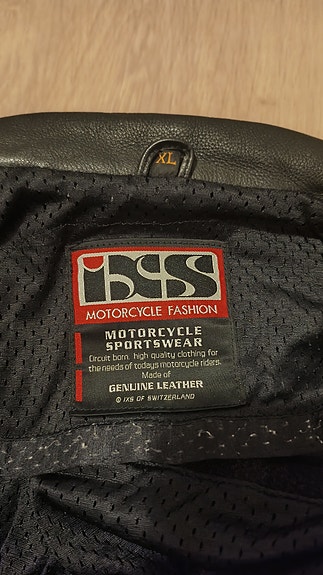 XL
ixs
MOTORCYCLE FASHION
MOTORCYCLE
SPORTSWEAR
Circuit born, high quality clothing for
the needs of todays motorcycle riders.
Made of
GENUINE LEATHER
© IXS OF SWITZERLAND